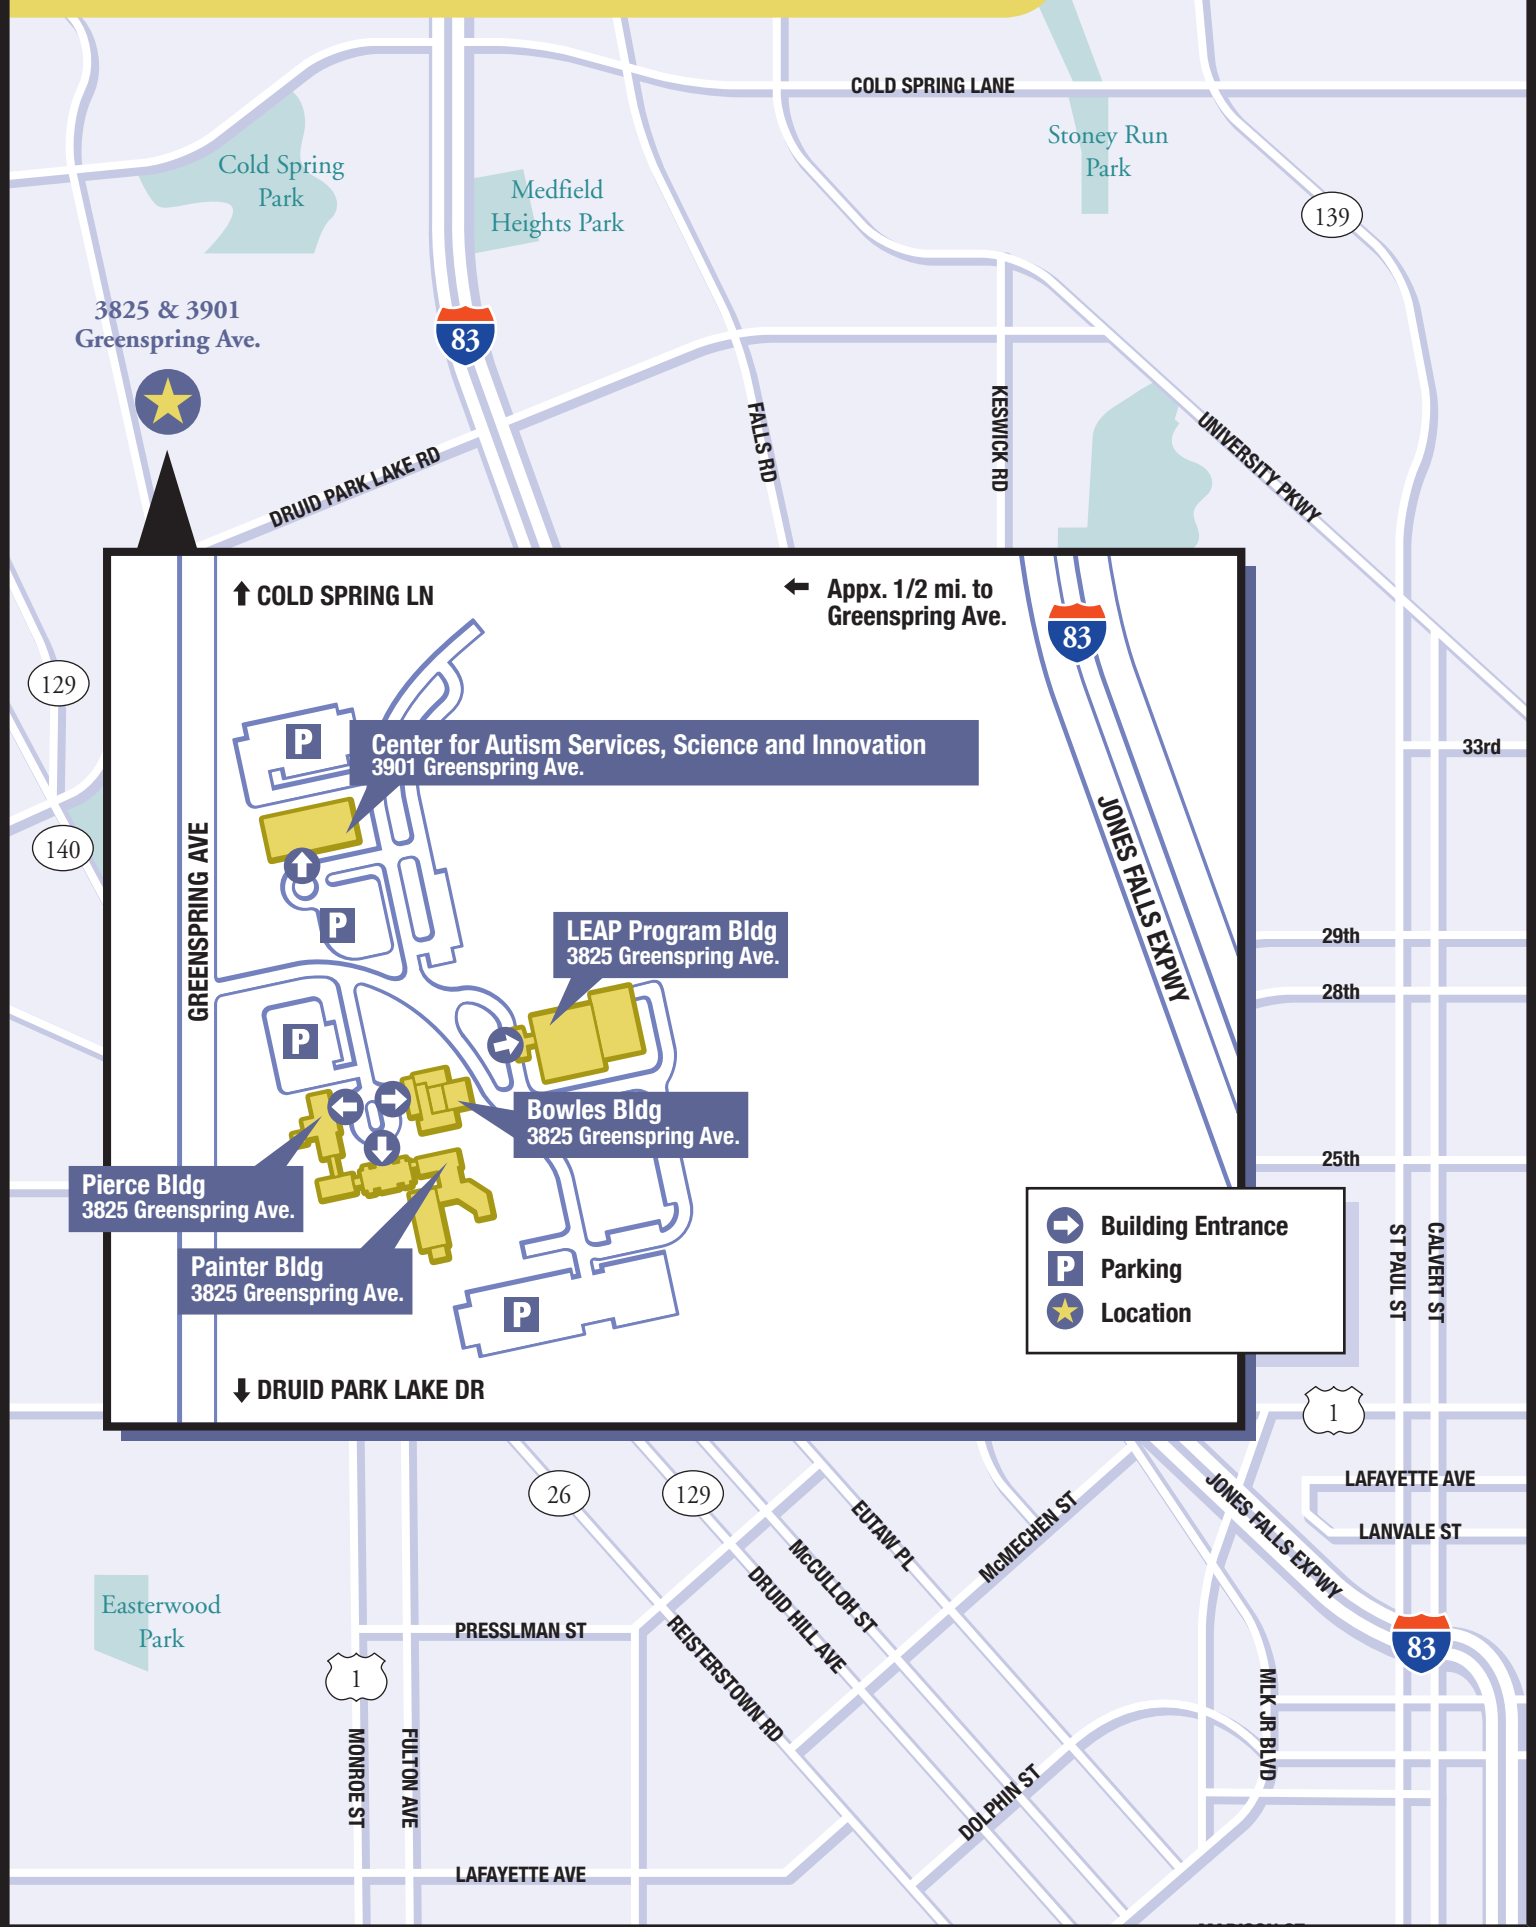 COLD SPRING LANE
Stoney Run
Park
Cold Spring
Park
Medfield
Heights Park
139
3825 & 3901
Greenspring Ave.
83
DRUID PARK LAKE RD
FALLS RD
KESWICK RD
UNIVERSITY PKWY
COLD SPRING LN
Appx. 1/2 mi. to
Greenspring Ave.
83
129
140
P
Center for Autism Services, Science and Innovation
3901 Greenspring Ave.
33rd
GREENSPRING AVE
JONES FALLS EXPWY
P
LEAP Program Bldg
3825 Greenspring Ave.
29th
28th
P
Bowles Bldg
3825 Greenspring Ave.
25th
Pierce Bldg
3825 Greenspring Ave.
Painter Bldg
3825 Greenspring Ave.
P
Building Entrance
P
Parking
Location
ST PAUL ST
CALVERT ST
DRUID PARK LAKE DR
1
26
129
LAFAYETTE AVE
LANVALE ST
JONES FALLS EXPWY
EUTAW PL
McMECHEN ST
McCULLOH ST
DRUID HILL AVE
Easterwood
Park
PRESSLMAN ST
REISTERSTOWN RD
83
1
MONROE ST
FULTON AVE
MLK JR BLVD
DOLPHIN ST
LAFAYETTE AVE